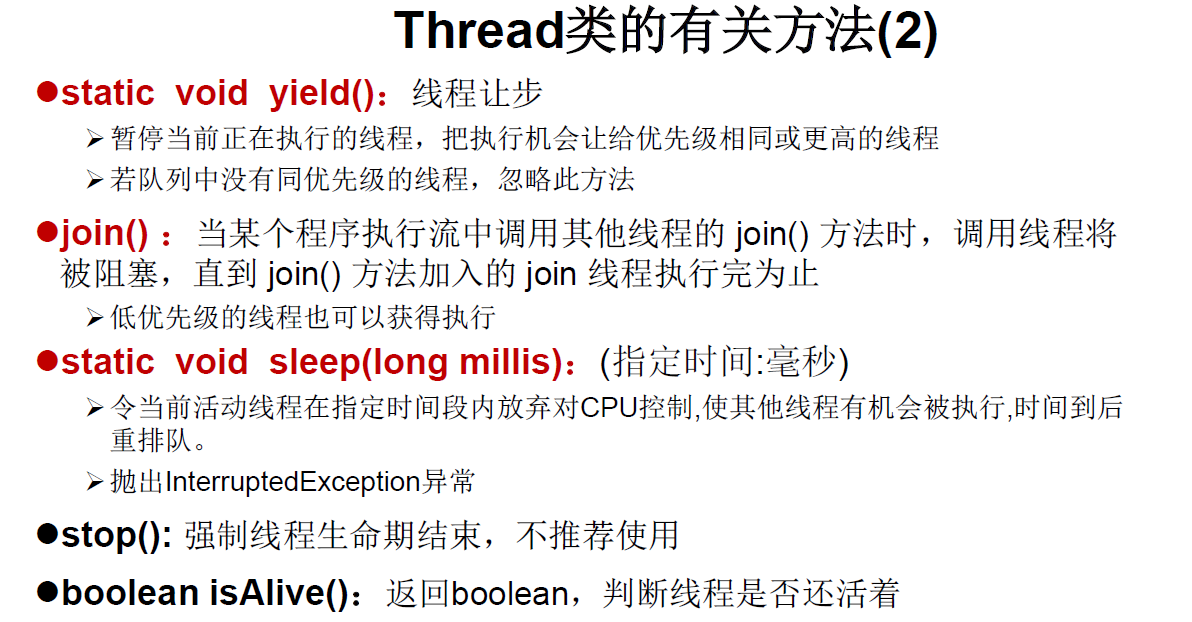 Thread类的有关方法(2)
●static void yield()：线程让步
➢暂停当前正在执行的线程，把执行机会让给优先级相同或更高的线程
➢若队列中没有同优先级的线程，忽略此方法
●join() ：当某个程序执行流中调用其他线程的 join() 方法时，调用线程将
被阻塞，直到 join() 方法加入的 join 线程执行完为止
➢低优先级的线程也可以获得执行
●static void sleep(long millis)：(指定时间:毫秒)
➢令当前活动线程在指定时间段内放弃对CPU控制,使其他线程有机会被执行,时间到后
重排队。
➢抛出InterruptedException异常
●stop(): 强制线程生命期结束，不推荐使用
●boolean isAlive()：返回boolean，判断线程是否还活着